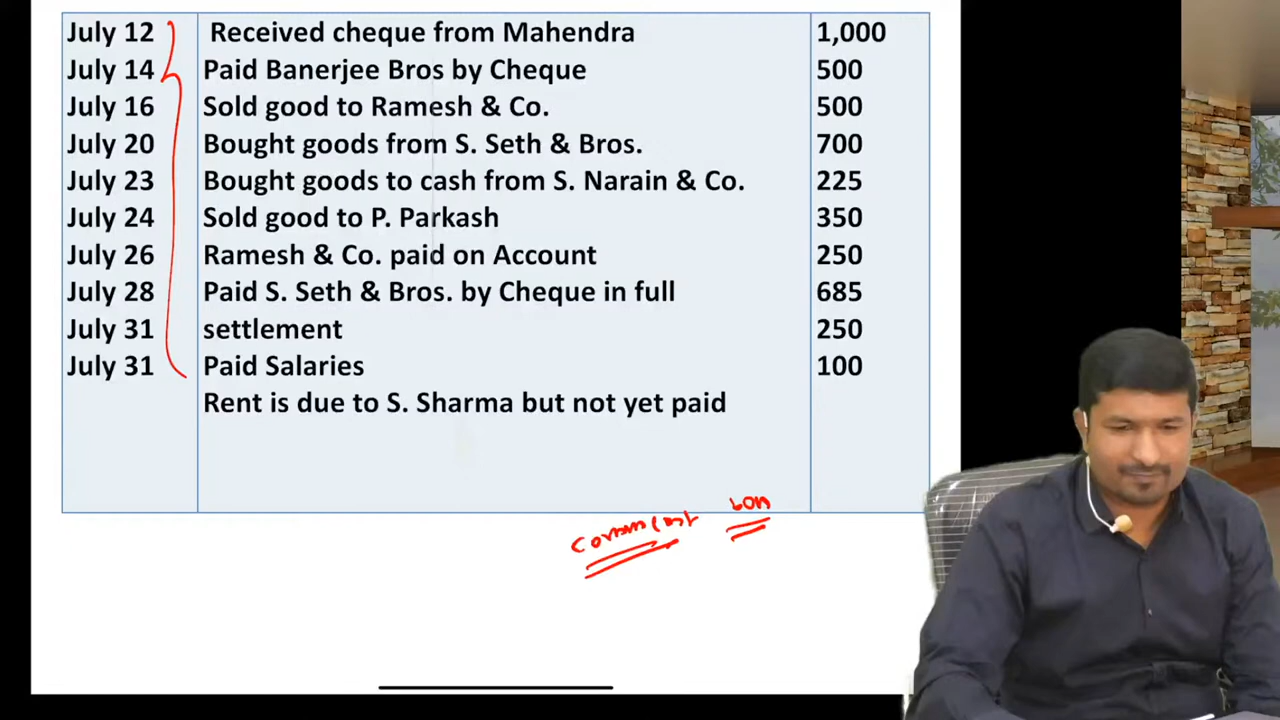 July 12 Received cheque from Mahendra 1,000
July 14 Paid Banerjee Bros by Cheque 500
July 16 Sold good to Ramesh & Co. 500
July 20 Bought goods from S. Seth & Bros. 700
July 23 Bought goods to cash from S. Narain & Co. 225
July 24 Sold good to P. Parkash 350
July 26 Ramesh & Co. paid on Account 250
July 28 Paid S. Seth & Bros. by Cheque in full 685
July 31 settlement 250
July 31 Paid Salaries 100
Rent is due to S. Sharma but not yet paid